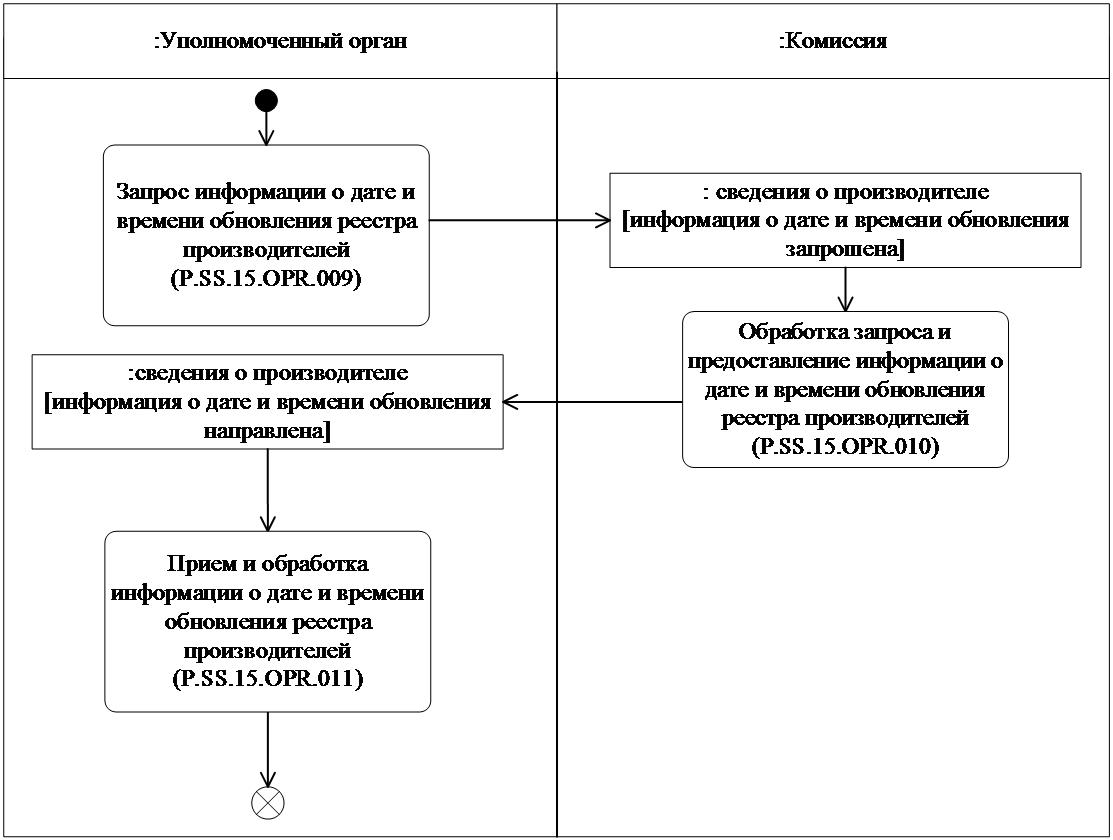 :Уполномоченный орган
:Комиссия
Запрос информации о дате и
времени обновления реестра
производителей
(P.SS.15.OPR.009)
: сведения о производителе
[информация о дате и времени обновления
запрошена]
Обработка запроса и
предоставление информации о
дате и времени обновления
реестра производителей
(P.SS.15.OPR.010)
:сведения о производителе
[информация о дате и времени обновления
направлена]
Прием и обработка
информации о дате и времени
обновления реестра
производителей
(P.SS.15.OPR.011)